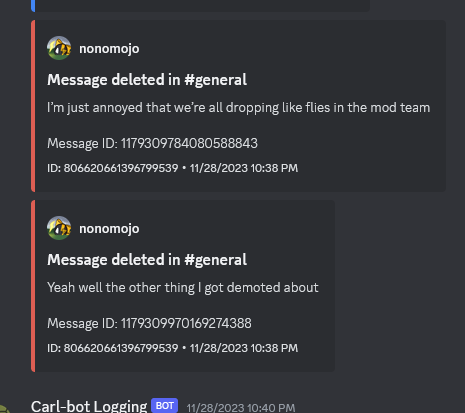 nonomojo
Message deleted in #general
I'm just annoyed that we're all dropping like flies in the mod team
Message ID: 1179309784080588843
ID: 806620661396799539 • 11/28/2023 10:38 PM
nonomojo
Message deleted in #general
Yeah well the other thing I got demoted about
Message ID: 1179309970169274388
ID: 806620661396799539 • 11/28/2023 10:38 PM
Carl-bot Logging BOT 11/28/2023 10:40 PM